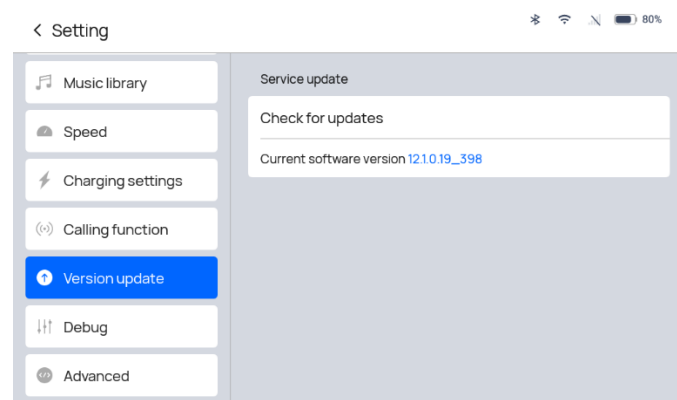 Setting
80%
Music library
Speed
Charging settings
Calling function
Version update
Debug
Advanced
Service update
Check for updates
Current software version 12.1.0.19_398